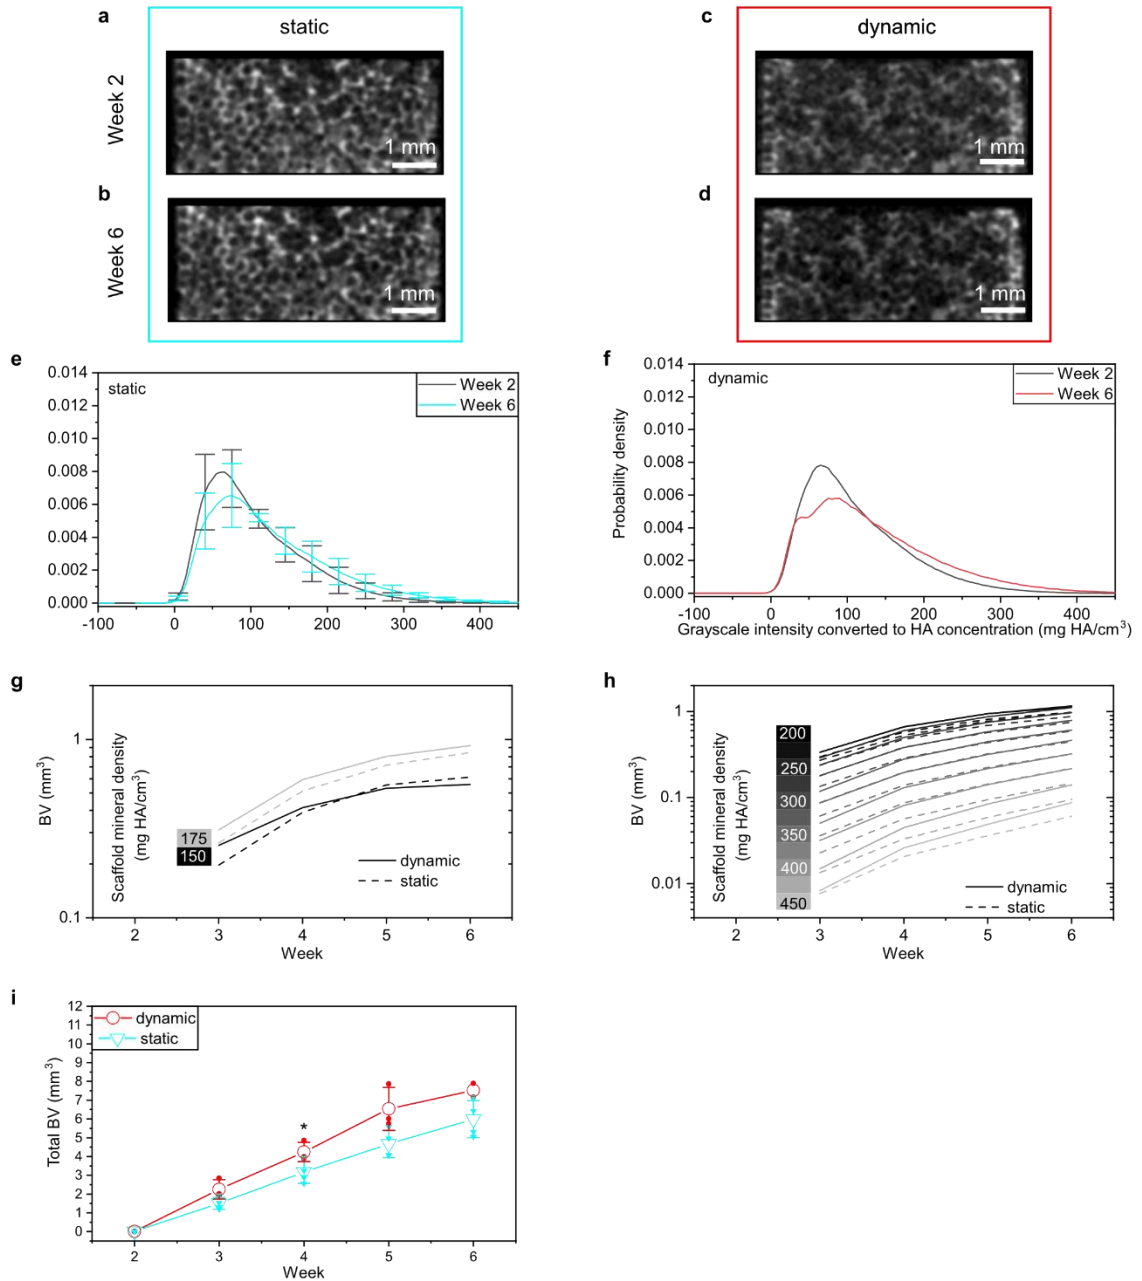 a
static
Week 2
1 mm
b
Week 6
1 mm
c
dynamic
1 mm
d
1 mm
e
0.014
0.012
0.010
0.008
0.006
0.004
0.002
0.000
static
Week 2
Week 6
-100 0 100 200 300 400
f
Probability density
0.014
0.012
0.010
0.008
0.006
0.004
0.002
0.000
dynamic
Week 2
Week 6
-100 0 100 200 300 400
Grayscale intensity converted to HA concentration (mg HA/cm³)
g
BV (mm³)
1
0.1
Scaffold mineral density
(mg HA/cm³)
175
150
dynamic
static
2 3 4 5 6
Week
h
BV (mm³)
1
0.1
0.01
Scaffold mineral density
(mg HA/cm³)
200
250
300
350
400
450
dynamic
static
2 3 4 5 6
Week
i
Total BV (mm³)
12
11
10
9
8
7
6
5
4
3
2
1
0
dynamic
static
*
2 3 4 5 6
Week